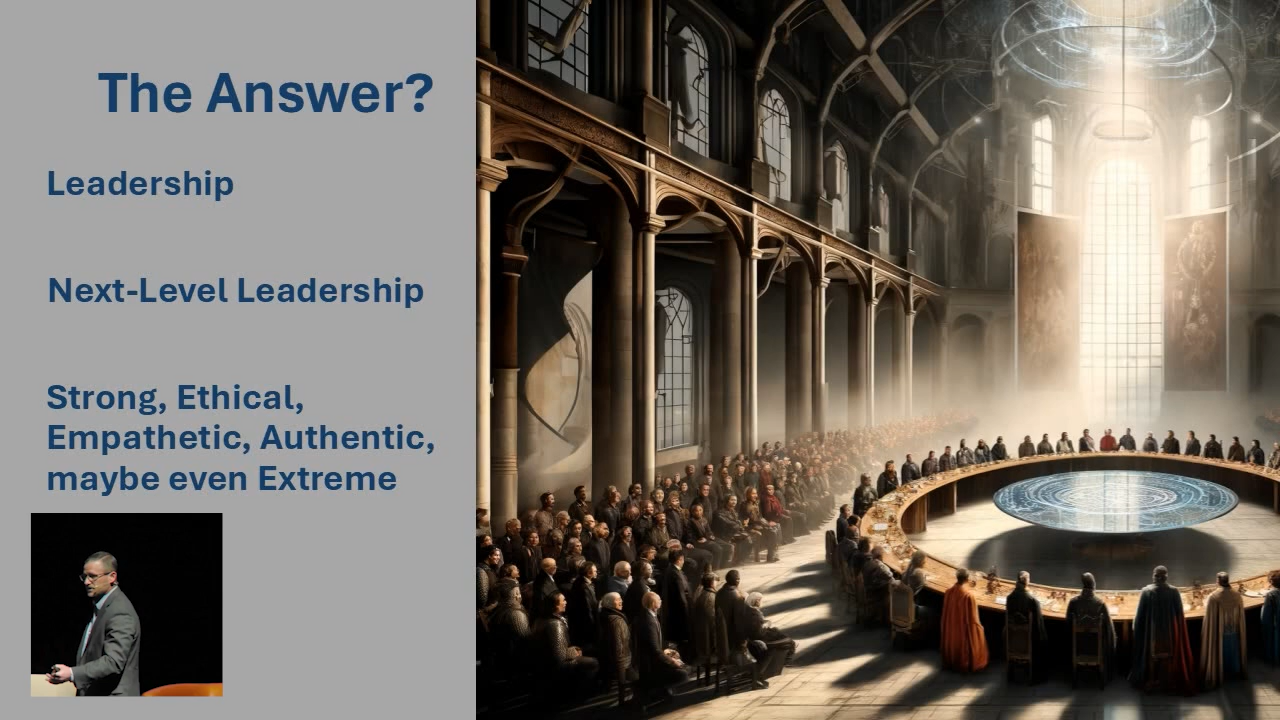 The Answer?
Leadership
Next-Level Leadership
Strong, Ethical,
Empathetic, Authentic,
maybe even Extreme